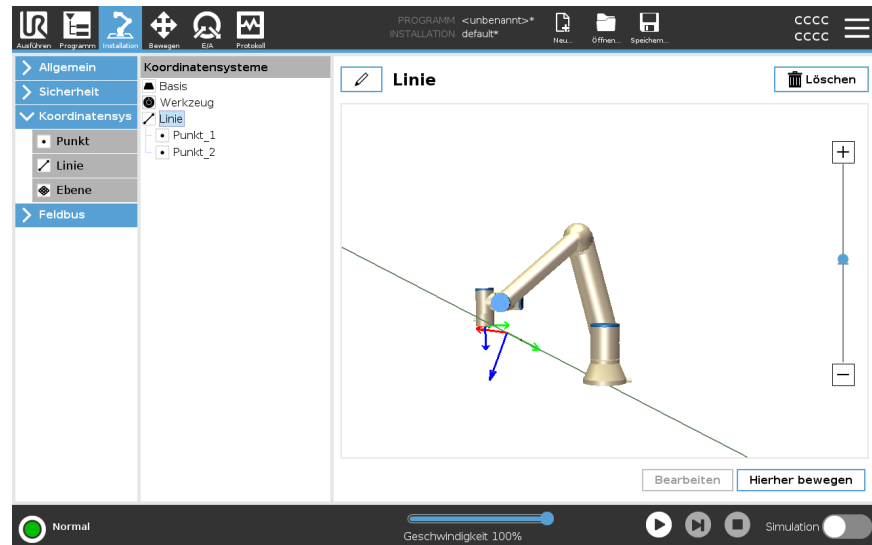 PROGRAMM <unbenannt>*
INSTALLATION default*
CCCC
CCCC
Ausführen Programm Installation Bewegen E/A Protokoll
Neu... Öffnen... Speichern...
Allgemein
Sicherheit
Koordinatensys
Punkt
Linie
Ebene
Feldbus
Koordinatensysteme
Basis
Werkzeug
Linie
Punkt_1
Punkt_2
Linie
Löschen
Bearbeiten
Hierher bewegen
Normal
Geschwindigkeit 100%
Simulation